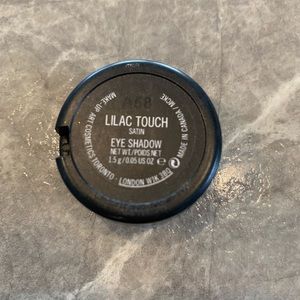 A68
LILAC TOUCH
SATIN
EYE SHADOW
NET WT./POIDS NET
1.5 g / 0.05 US OZ e
MAKE-UP ART COSMETICS TORONTO · LONDON W1K 3BQ
MADE IN CANADA /